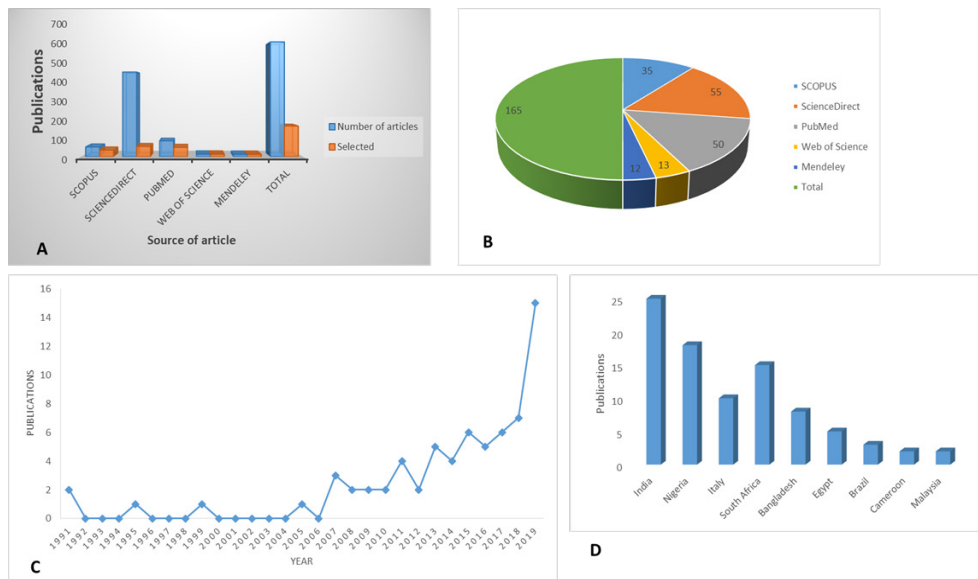 700
600
500
400
300
200
100
0
Publications
SCOPUS
SCIENCEDIRECT
PUBMED
WEB OF SCIENCE
MENDELEY
TOTAL
Source of article
Number of articles
Selected
A
35
55
50
13
12
165
SCOPUS
ScienceDirect
PubMed
Web of Science
Mendeley
Total
B
16
14
12
10
8
6
4
2
0
PUBLICATIONS
1991
1992
1993
1994
1995
1996
1997
1998
1999
2000
2001
2002
2003
2004
2005
2006
2007
2008
2009
2010
2011
2012
2013
2014
2015
2016
2017
2018
2019
YEAR
C
25
20
15
10
5
0
Publications
India
Nigeria
Italy
South Africa
Bangladesh
Egypt
Brazil
Cameroon
Malaysia
D